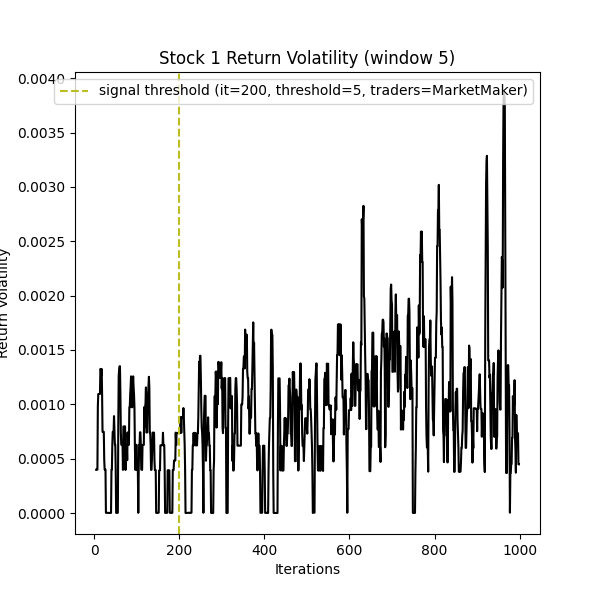 Stock 1 Return Volatility (window 5)
signal threshold (it=200, threshold=5, traders=MarketMaker)
Return Volatility
0.0040
0.0035
0.0030
0.0025
0.0020
0.0015
0.0010
0.0005
0.0000
0 200 400 600 800 1000
Iterations